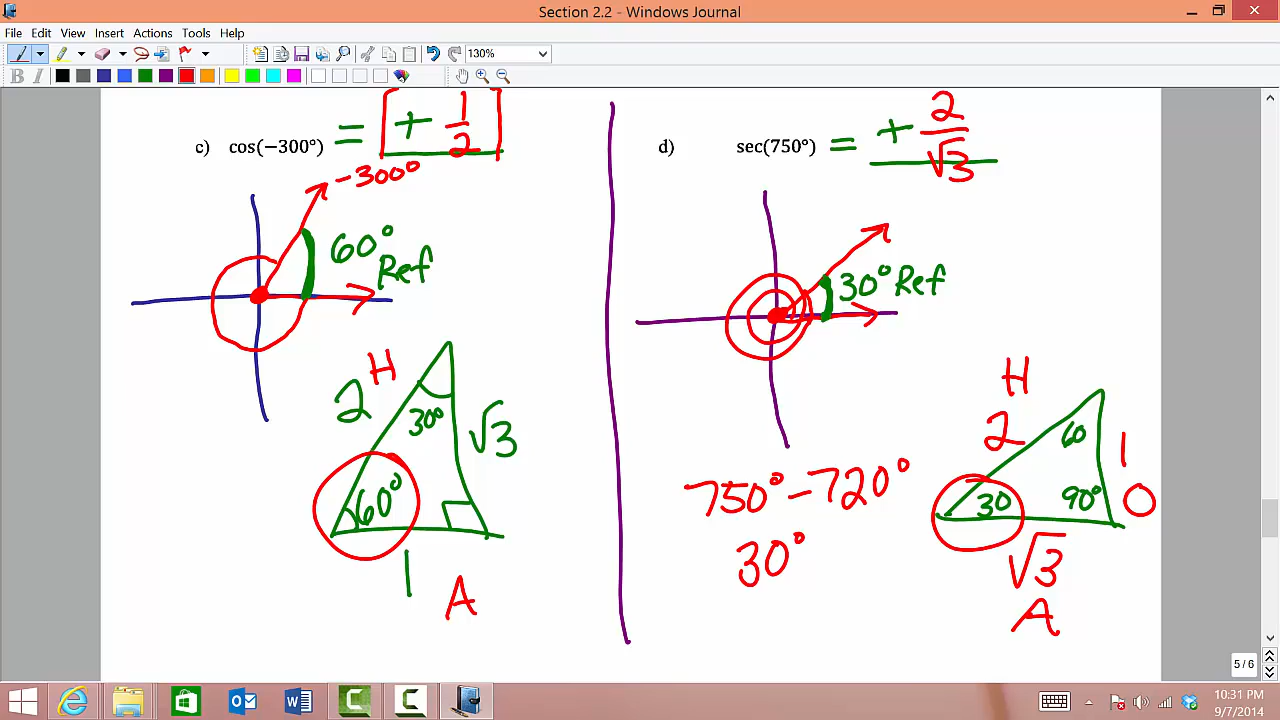 Section 2.2 - Windows Journal
File Edit View Insert Actions Tools Help
130%
B I
c) cos(−300°) = + 1/2
-300°
60°
Ref
2 H
30°
√3
60°
1
A
d) sec(750°) = + 2/√3
30° Ref
750° - 720°
30°
H
2
60
1
30
90°
O
√3
A
5 / 6
10:31 PM
9/7/2014